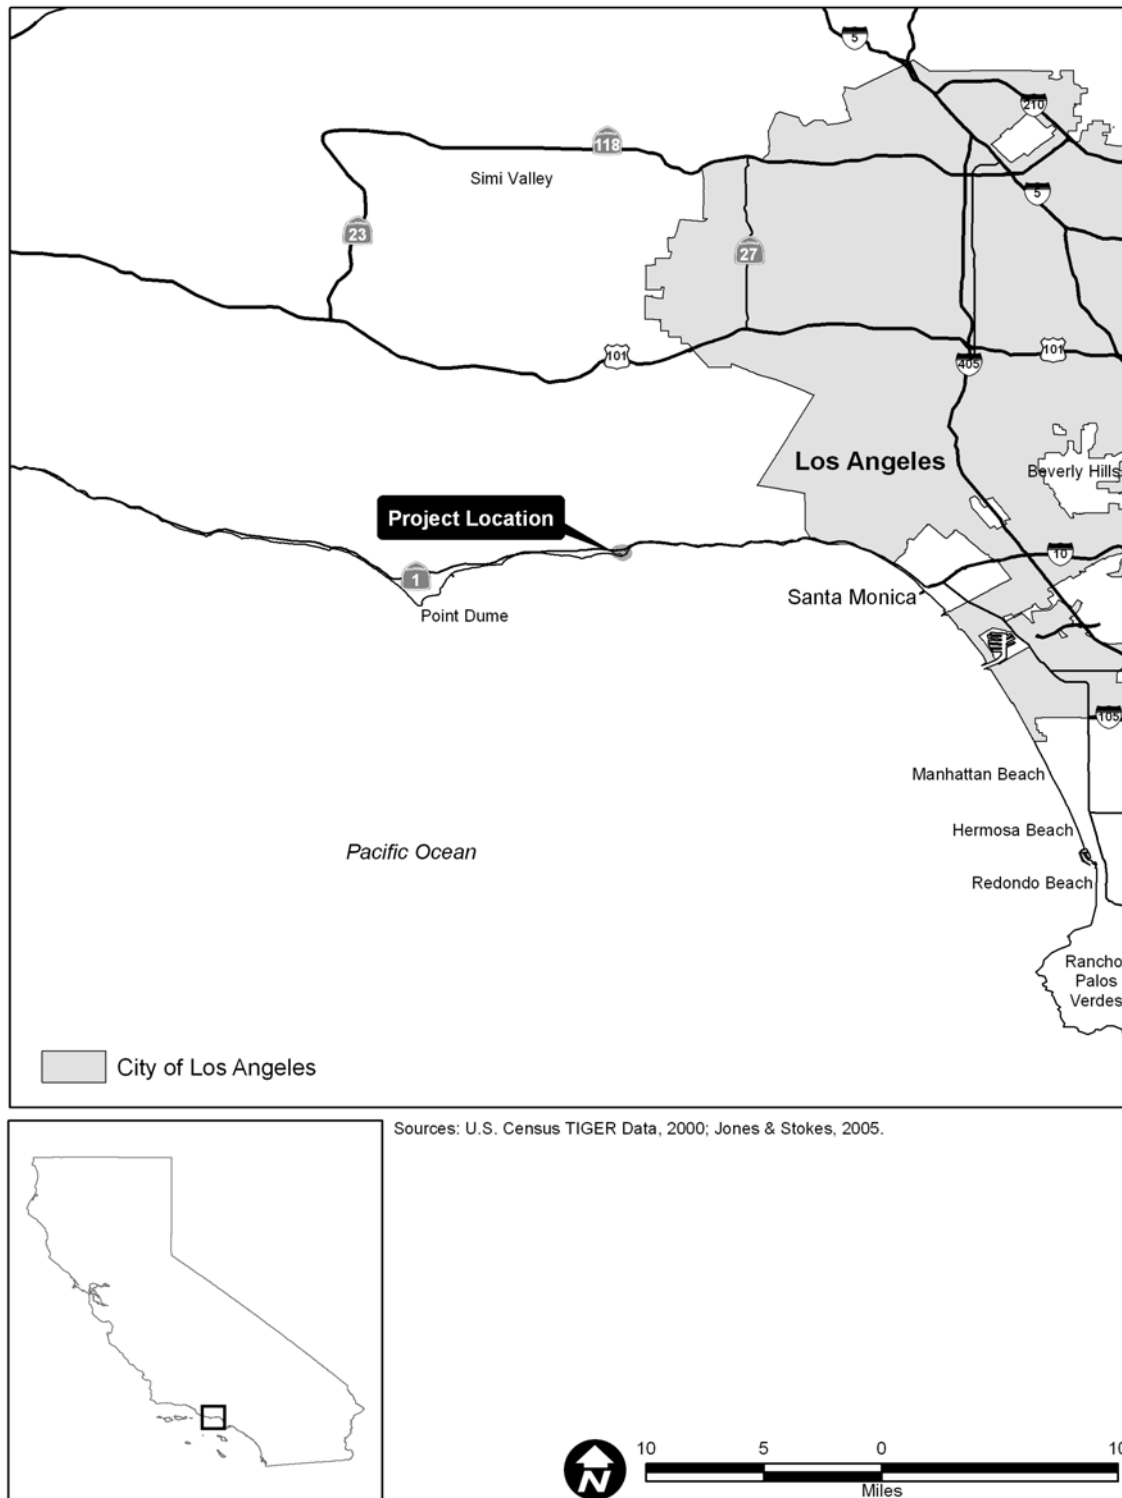 5
210
118
Simi Valley
5
23
27
101
101
405
Los Angeles
Beverly Hills
Project Location
10
1
Santa Monica
Point Dume
105
Manhattan Beach
Hermosa Beach
Pacific Ocean
Redondo Beach
Rancho
Palos
Verdes
City of Los Angeles
Sources: U.S. Census TIGER Data, 2000; Jones & Stokes, 2005.
N
10 5 0 10
Miles